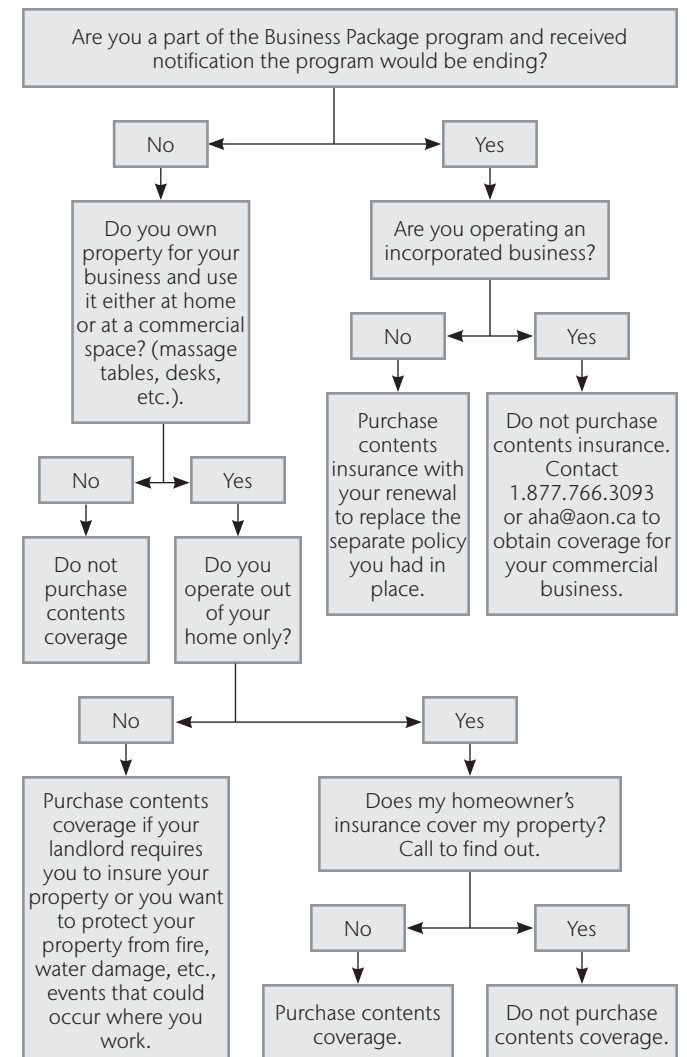 Are you a part of the Business Package program and received
notification the program would be ending?
No
Yes
Do you own
property for your
business and use
it either at home
or at a commercial
space? (massage
tables, desks,
etc.).
Are you operating an
incorporated business?
No
Yes
Purchase
contents
insurance with
your renewal
to replace the
separate policy
you had in
place.
Do not purchase
contents insurance.
Contact
1.877.766.3093
or aha@aon.ca to
obtain coverage for
your commercial
business.
No
Yes
Do not
purchase
contents
coverage
Do you
operate out
of your
home only?
No
Yes
Purchase contents
coverage if your
landlord requires
you to insure your
property or you want
to protect your
property from fire,
water damage, etc.,
events that could
occur where you
work.
Does my homeowner's
insurance cover my property?
Call to find out.
No
Yes
Purchase contents
coverage.
Do not purchase
contents coverage.